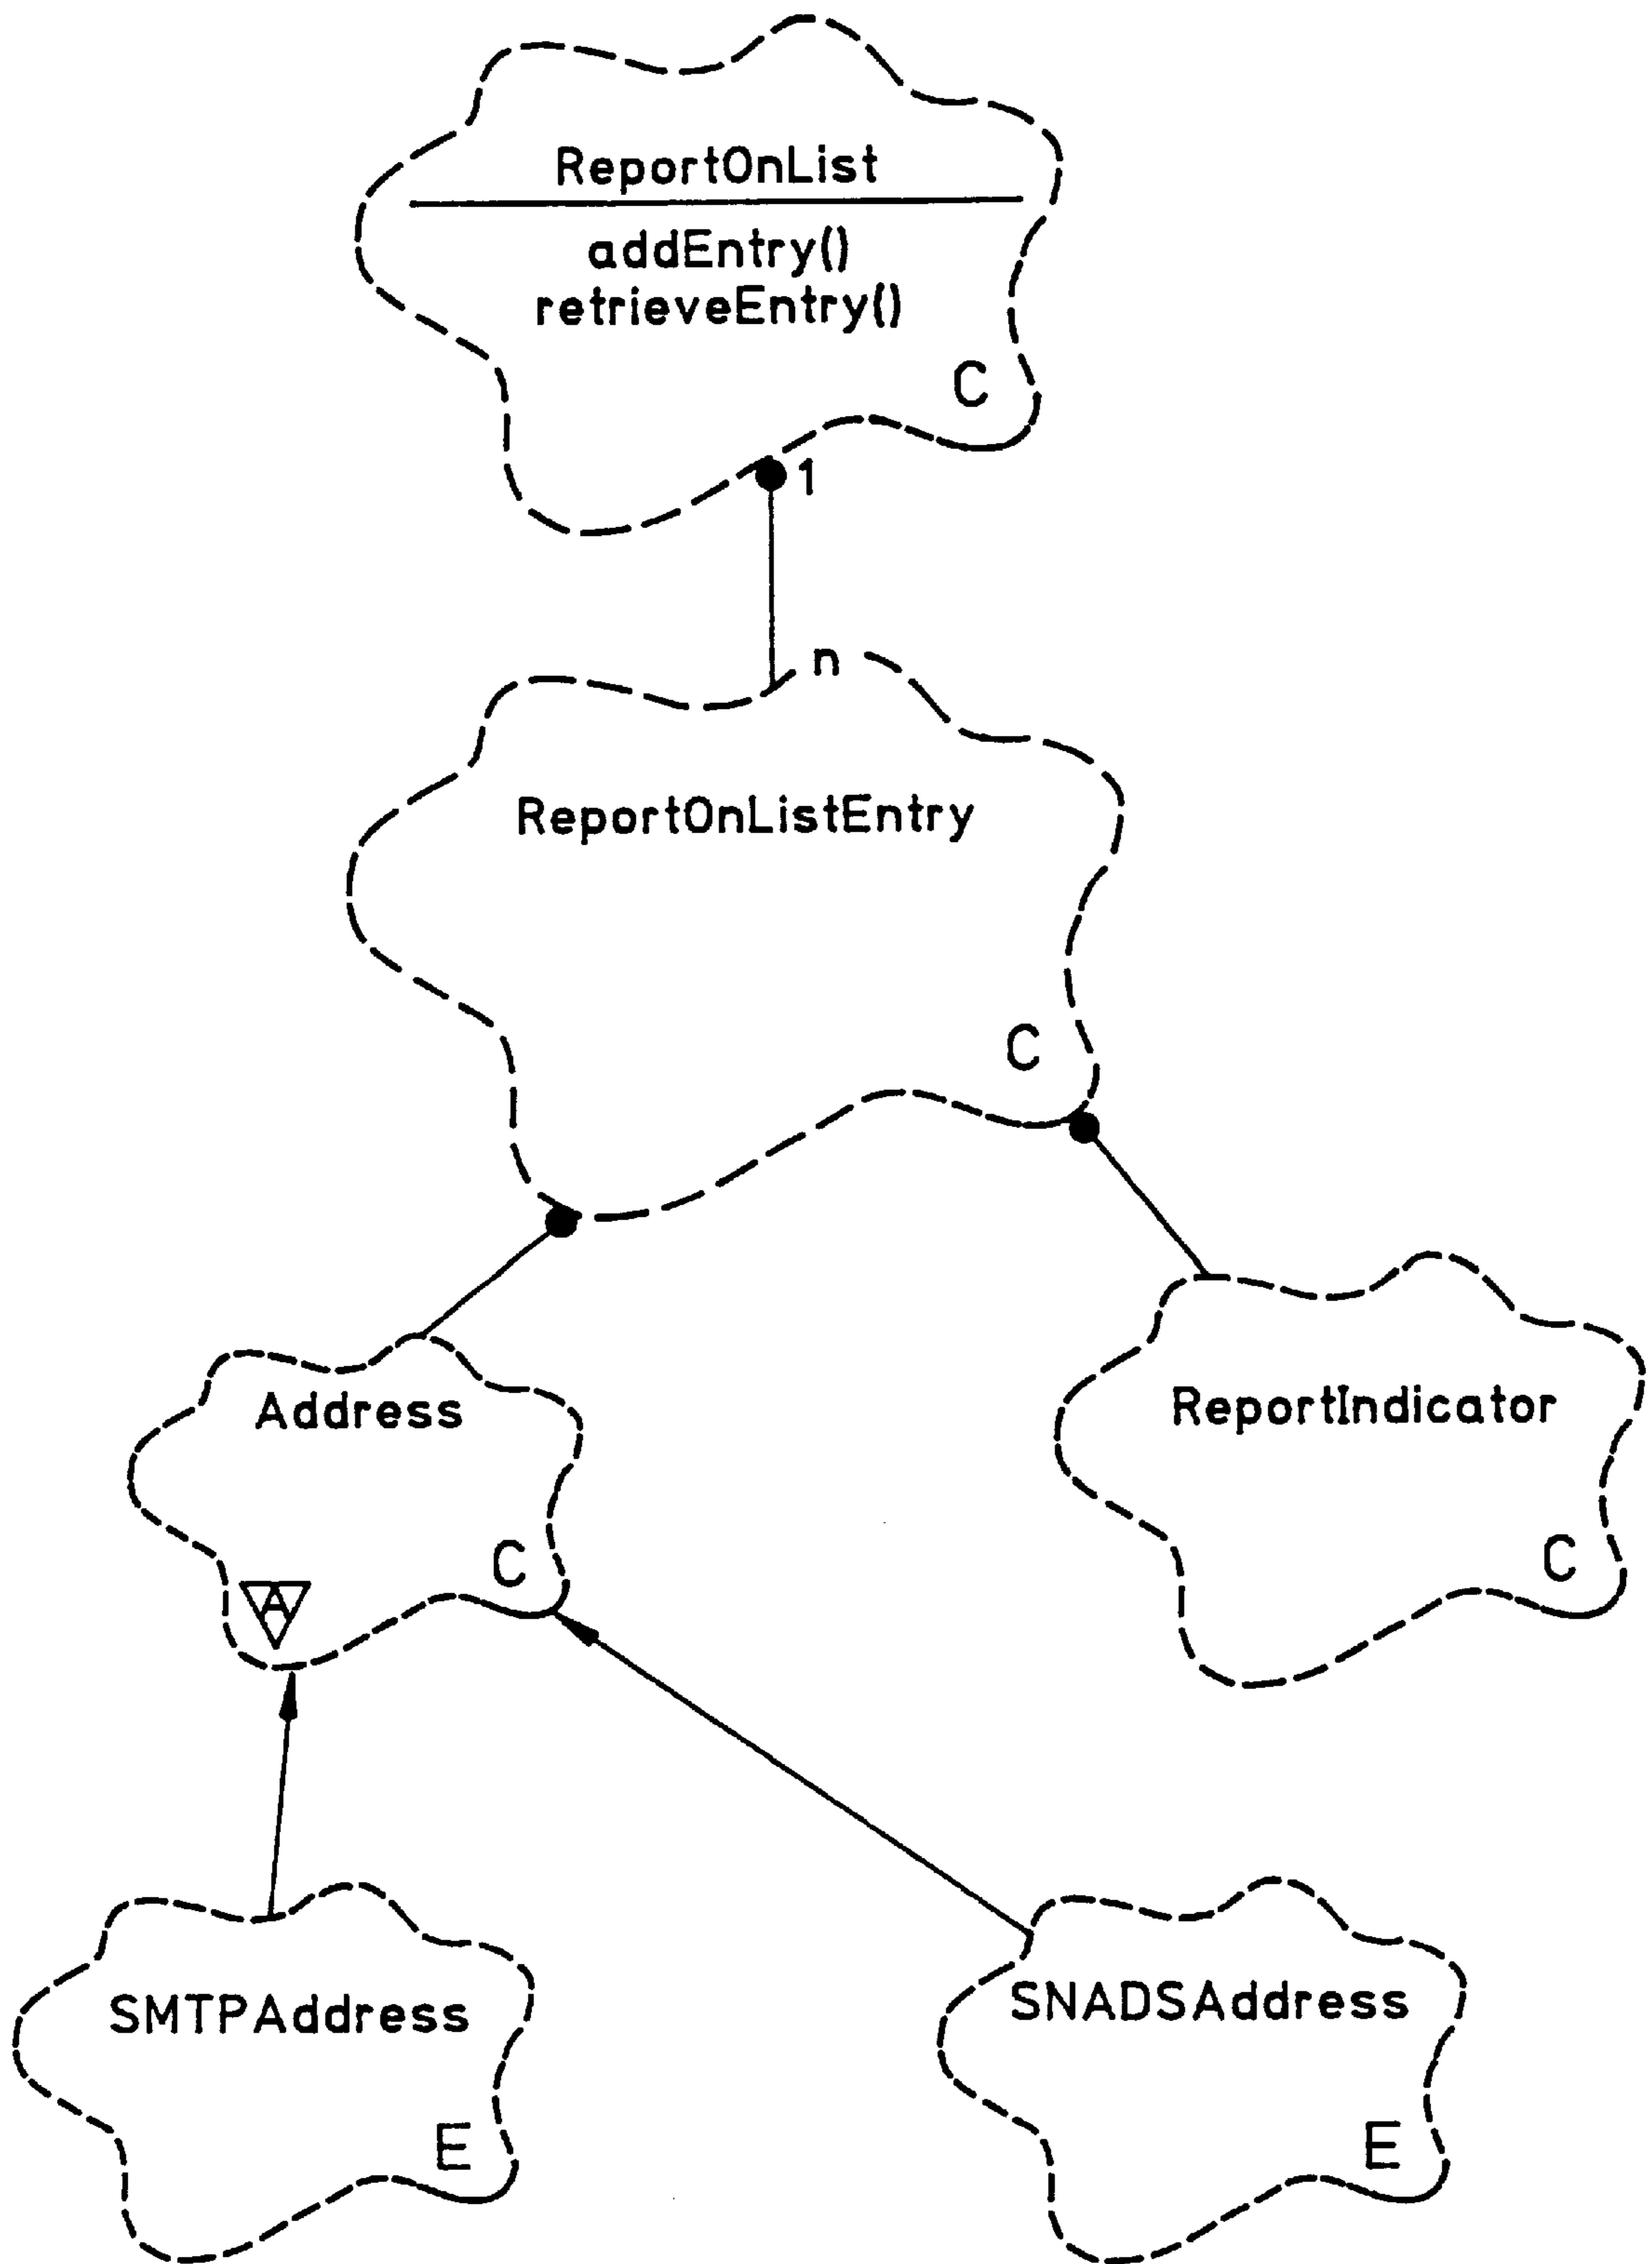 ReportOnList
addEntry()
retrieveEntry()
C
1
n
ReportOnListEntry
C
Address
C
A
ReportIndicator
C
SMTPAddress
E
SNADSAddress
E